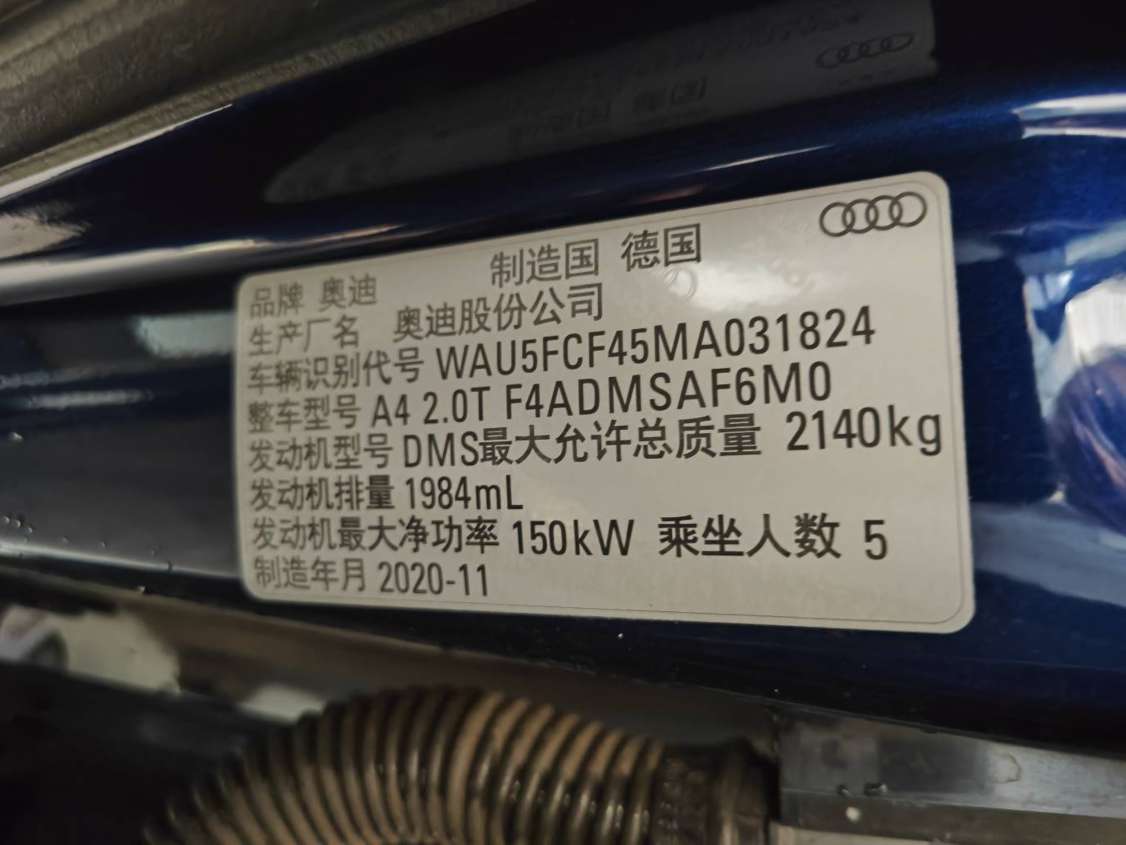 品牌 奥迪 制造国 德国
生产厂名 奥迪股份公司
车辆识别代号 WAU5FCF45MA031824
整车型号 A4 2.0T F4ADMSAF6M0
发动机型号 DMS最大允许总质量 2140kg
发动机排量 1984mL
发动机最大净功率 150kW 乘坐人数 5
制造年月 2020-11